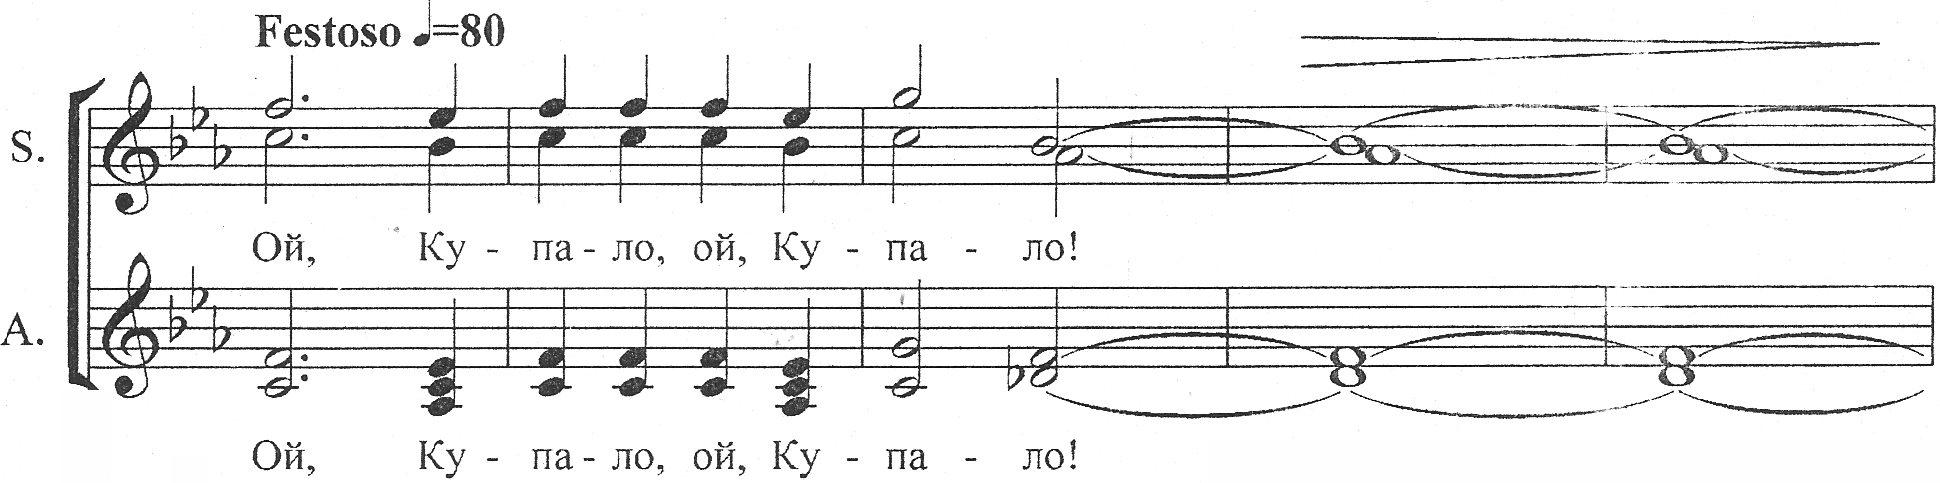 Festoso ♩=80
S.
Ой, Ку - па - ло, ой, Ку - па - ло!
A.
Ой, Ку - па - ло, ой, Ку - па - ло!